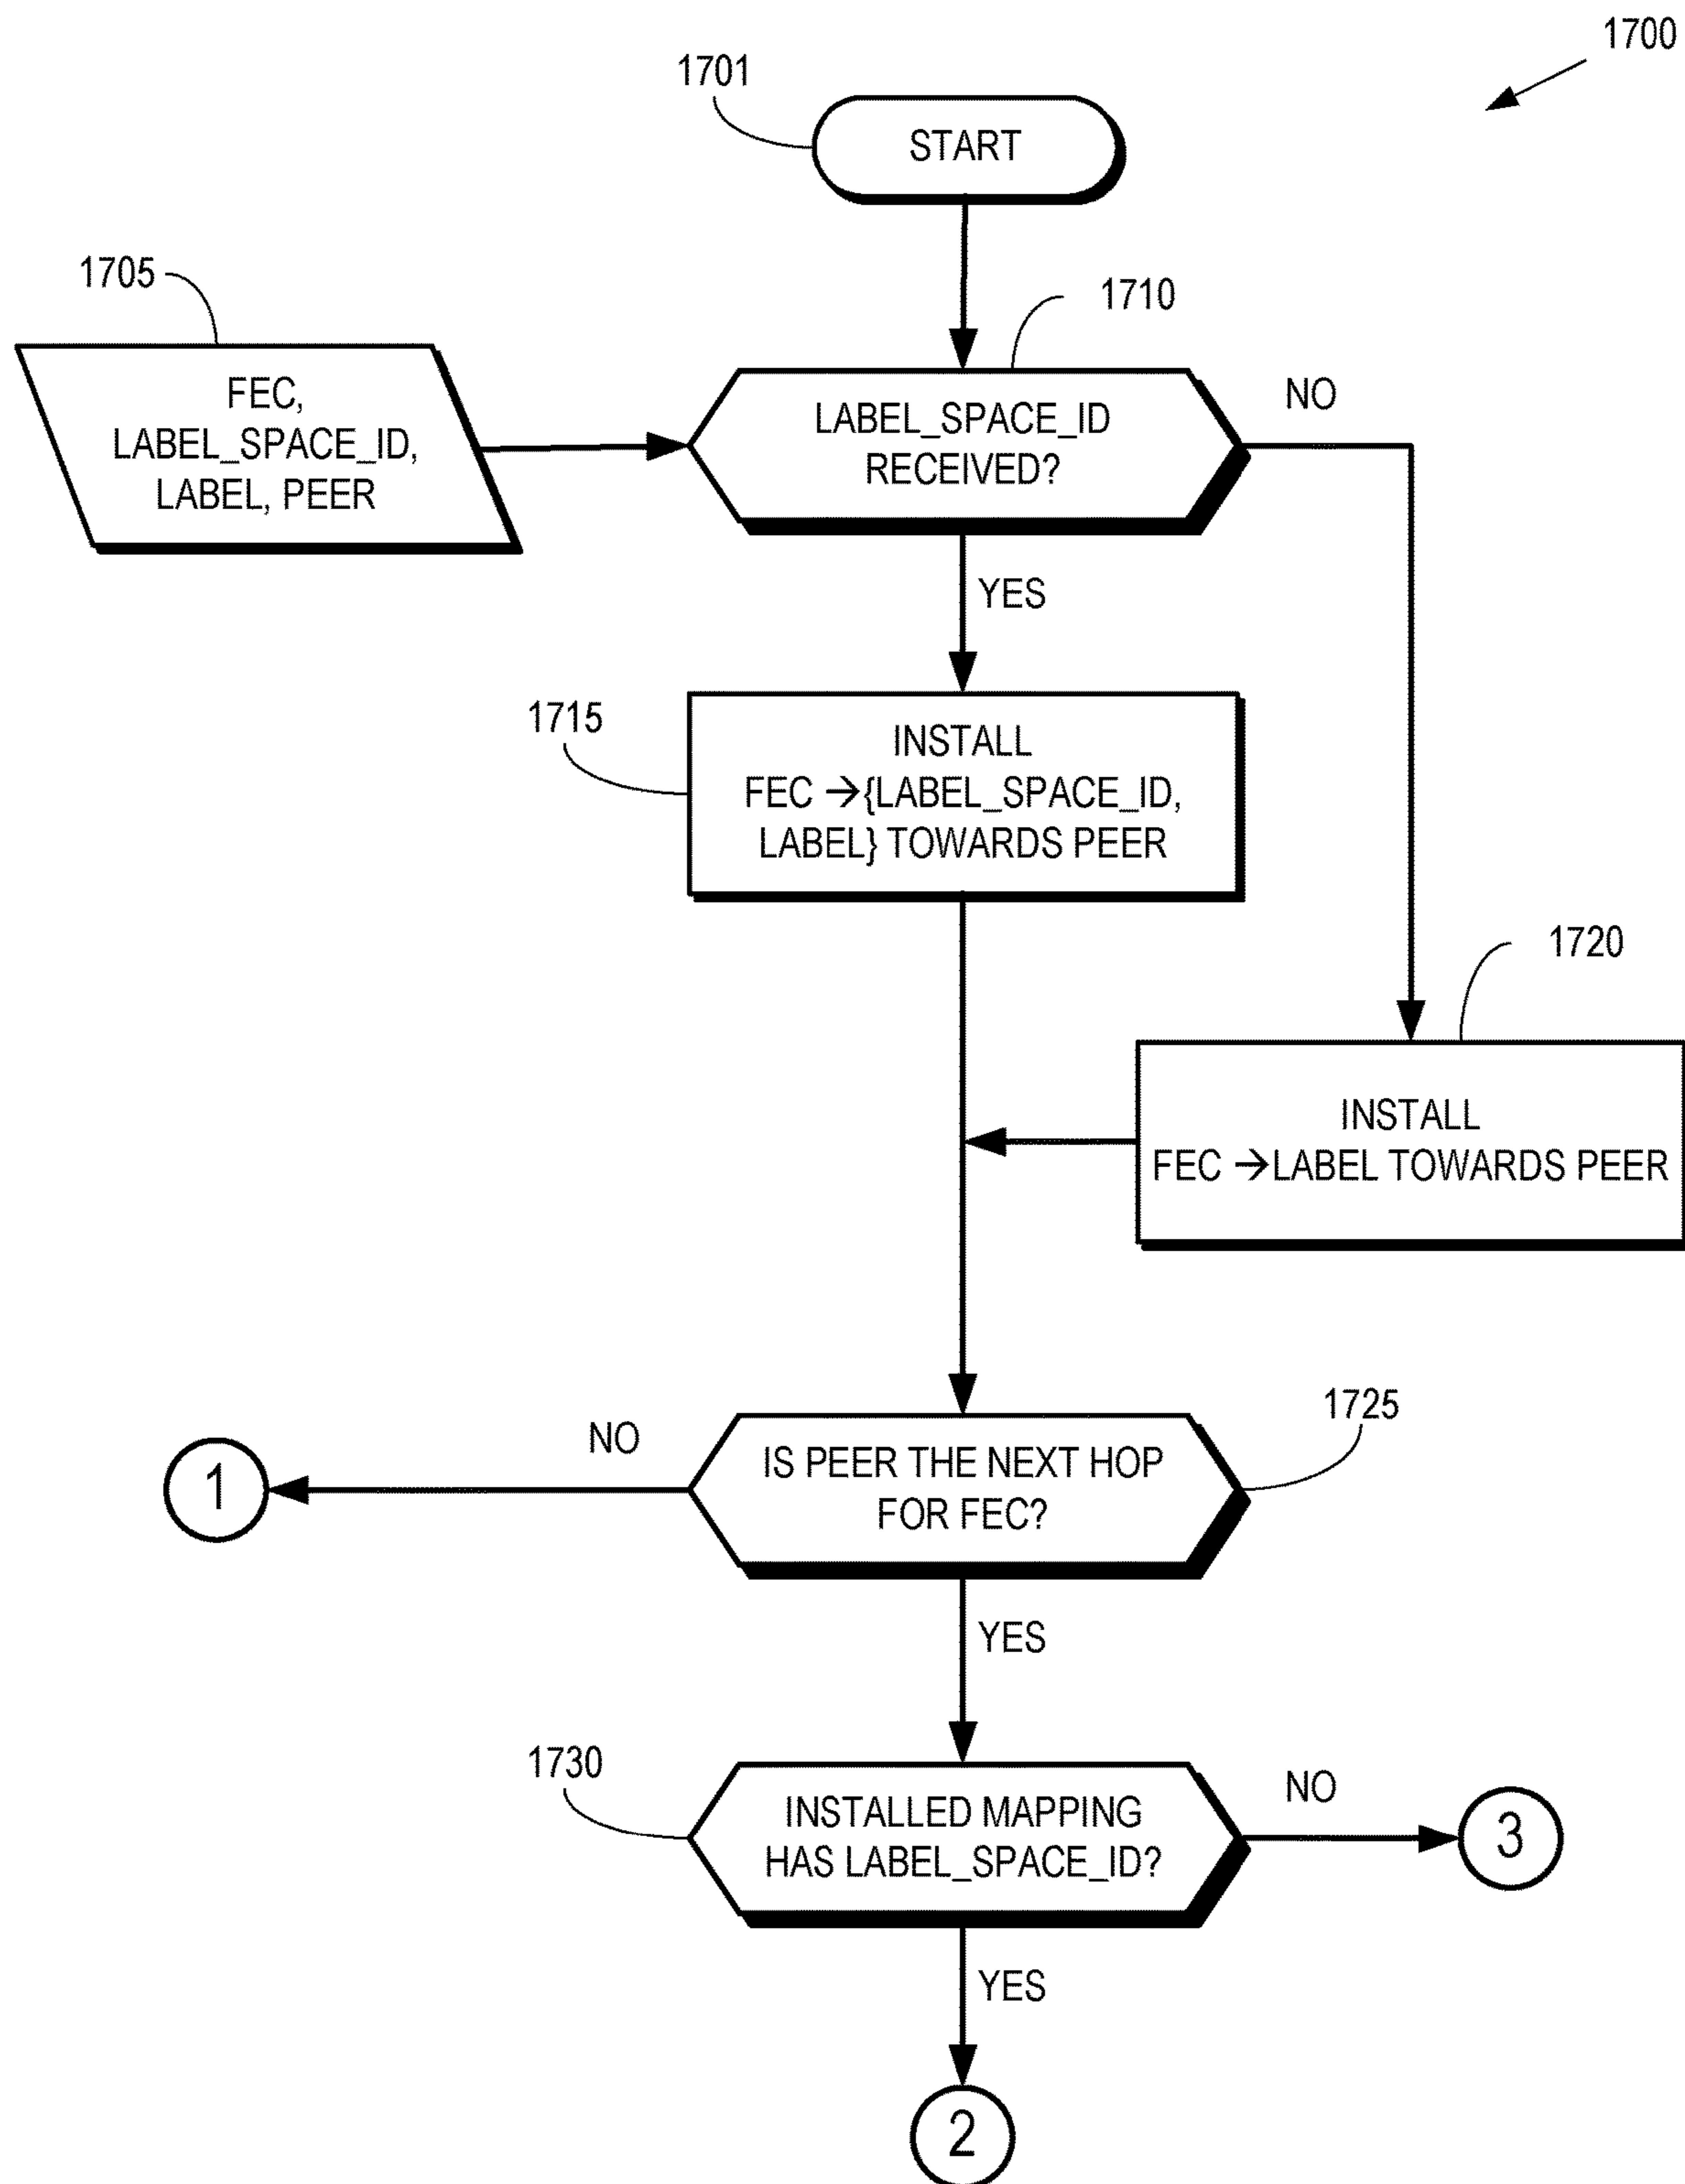 1700
1701
START
1705
FEC,
LABEL_SPACE_ID,
LABEL, PEER
1710
LABEL_SPACE_ID
RECEIVED?
NO
YES
1715
INSTALL
FEC →{LABEL_SPACE_ID,
LABEL} TOWARDS PEER
1720
INSTALL
FEC →LABEL TOWARDS PEER
1725
IS PEER THE NEXT HOP
FOR FEC?
NO
1
YES
1730
INSTALLED MAPPING
HAS LABEL_SPACE_ID?
NO
3
YES
2